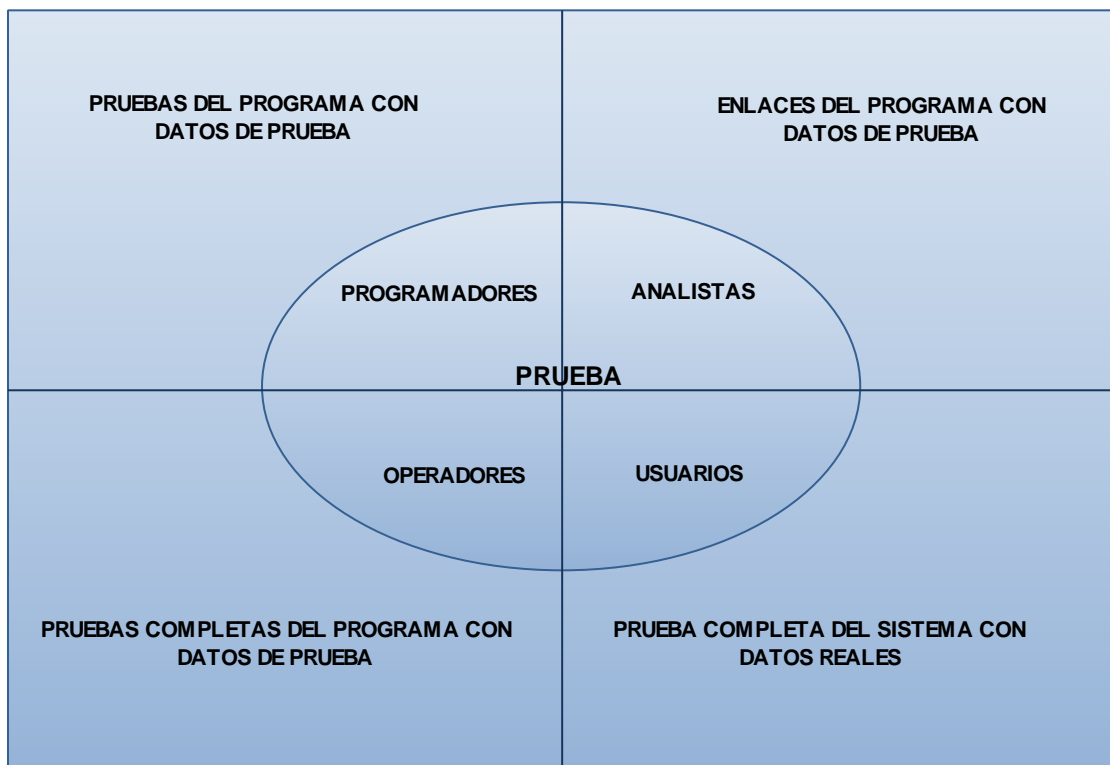 PRUEBAS DEL PROGRAMA CON
DATOS DE PRUEBA
ENLACES DEL PROGRAMA CON
DATOS DE PRUEBA
PROGRAMADORES
ANALISTAS
PRUEBA
OPERADORES
USUARIOS
PRUEBAS COMPLETAS DEL PROGRAMA CON
DATOS DE PRUEBA
PRUEBA COMPLETA DEL SISTEMA CON
DATOS REALES